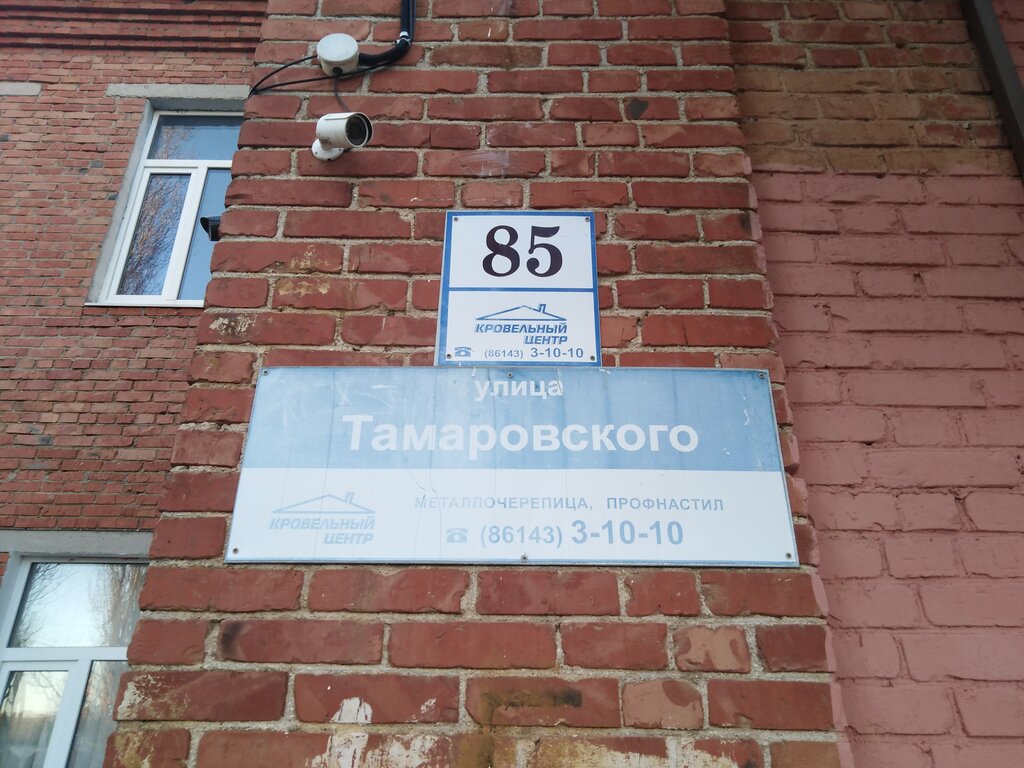 85
КРОВЕЛЬНЫЙ
ЦЕНТР
☎ (86143) 3-10-10
улица
Тамаровского
КРОВЕЛЬНЫЙ
ЦЕНТР
МЕТАЛЛОЧЕРЕПИЦА, ПРОФНАСТИЛ
☎ (86143) 3-10-10